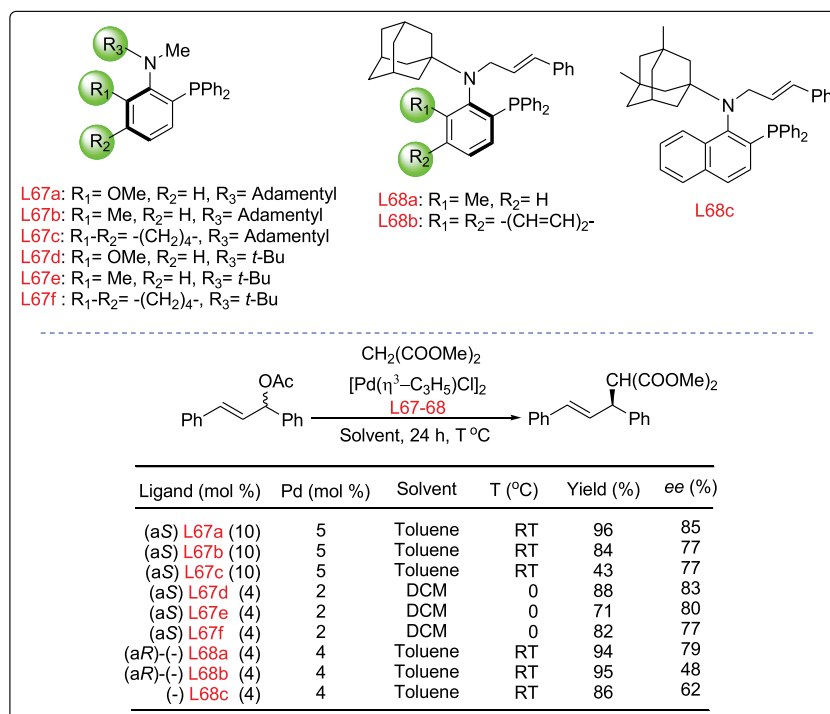 R3 N Me
R1 PPh2
R2
L67a: R1= OMe, R2= H, R3= Adamentyl
L67b: R1= Me, R2= H, R3= Adamentyl
L67c: R1-R2= -(CH2)4-, R3= Adamentyl
L67d: R1= OMe, R2= H, R3= t-Bu
L67e: R1= Me, R2= H, R3= t-Bu
L67f : R1-R2= -(CH2)4-, R3= t-Bu
N Ph
R1 PPh2
R2
L68a: R1= Me, R2= H
L68b: R1= R2= -(CH=CH)2-
N Ph
PPh2
L68c
OAc
Ph Ph
CH2(COOMe)2
[Pd(η3–C3H5)Cl]2
L67-68
Solvent, 24 h, T oC
CH(COOMe)2
Ph Ph
Ligand (mol %) Pd (mol %) Solvent T (oC) Yield (%) ee (%)
(aS) L67a (10) 5 Toluene RT 96 85
(aS) L67b (10) 5 Toluene RT 84 77
(aS) L67c (10) 5 Toluene RT 43 77
(aS) L67d (4) 2 DCM 0 88 83
(aS) L67e (4) 2 DCM 0 71 80
(aS) L67f (4) 2 DCM 0 82 77
(aR)-(-) L68a (4) 4 Toluene RT 94 79
(aR)-(-) L68b (4) 4 Toluene RT 95 48
(-) L68c (4) 4 Toluene RT 86 62